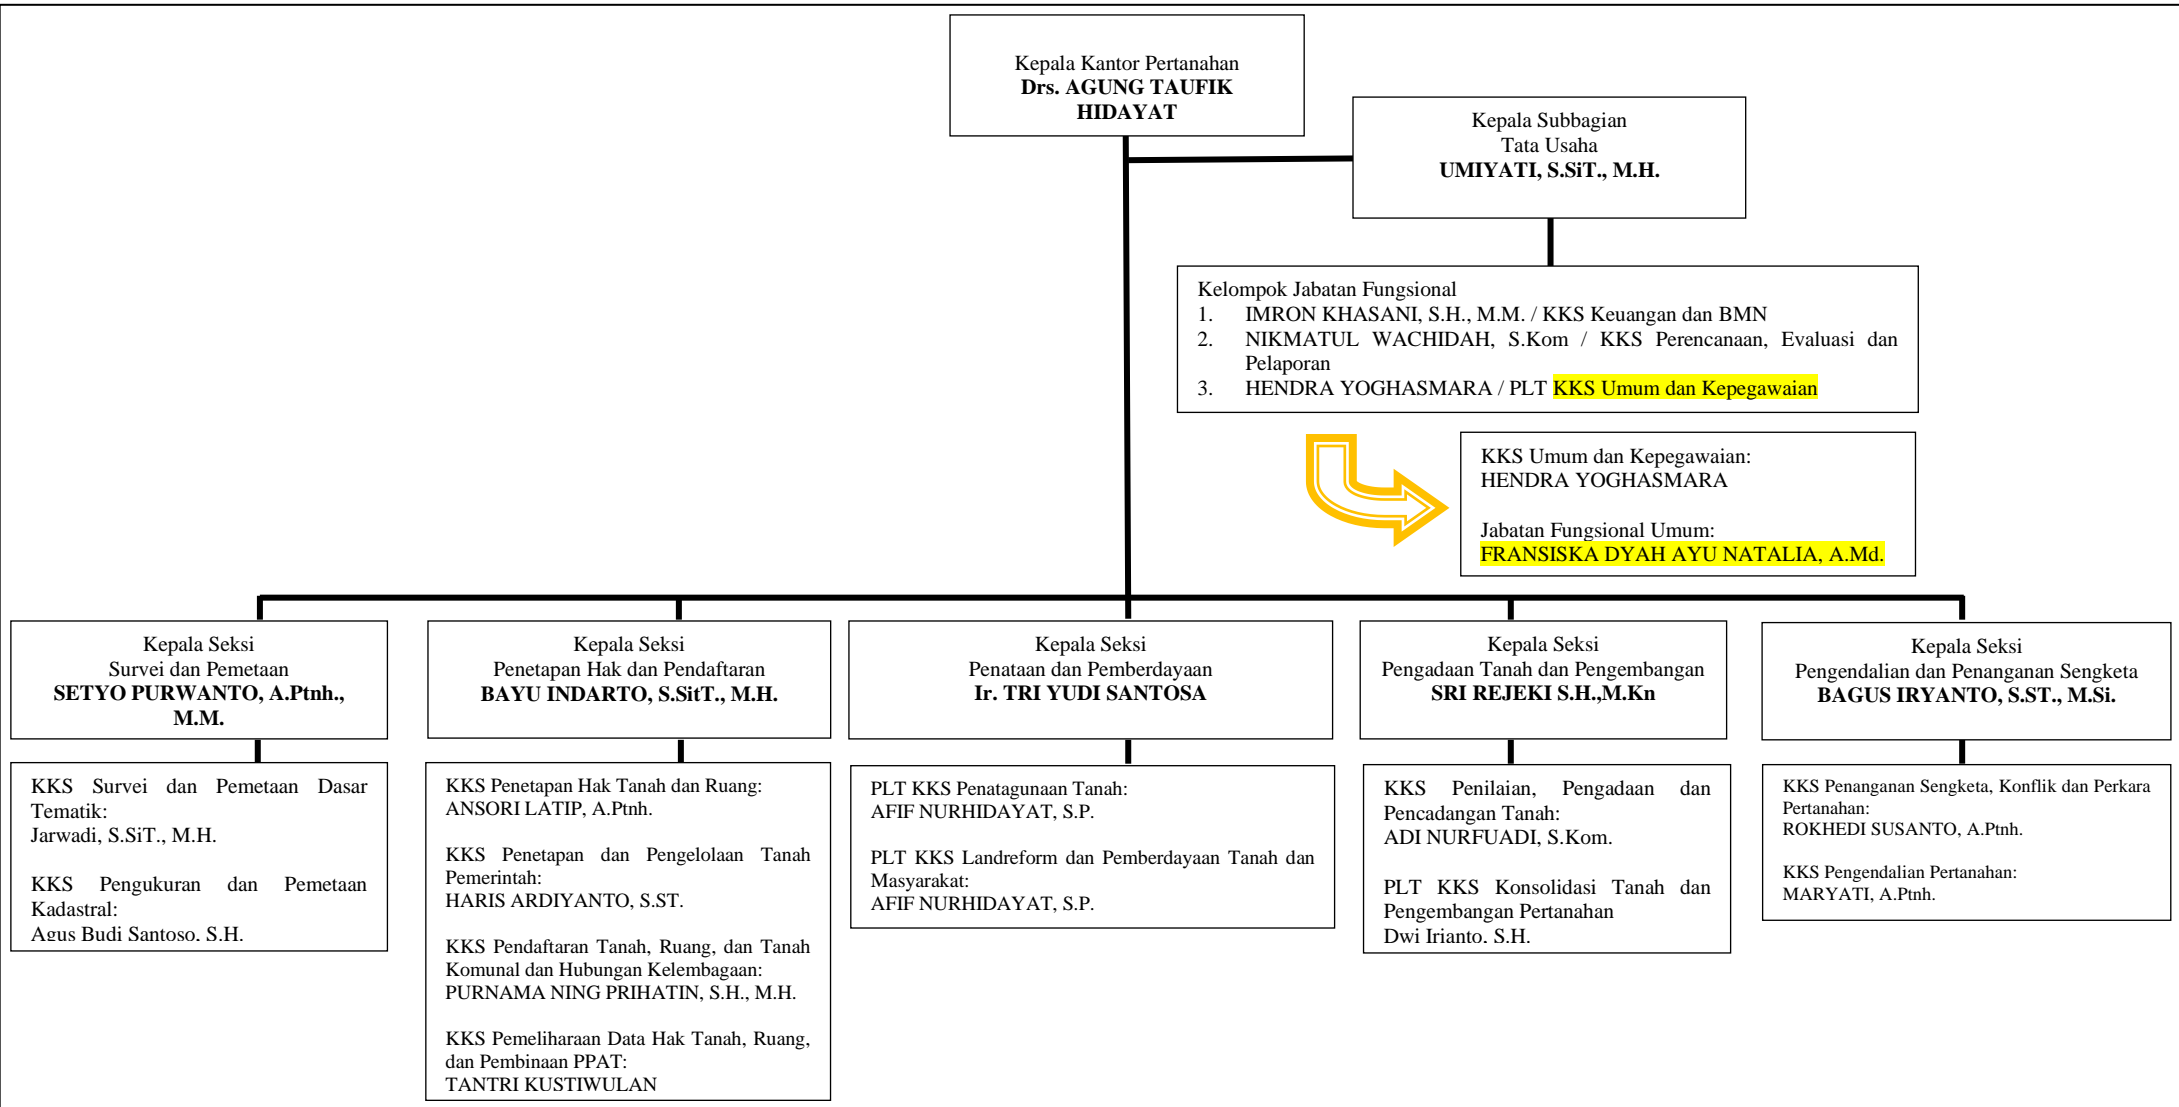 Kepala Kantor Pertanahan
Drs. AGUNG TAUFIK
HIDAYAT
Kepala Subbagian
Tata Usaha
UMIYATI, S.SiT., M.H.
Kelompok Jabatan Fungsional
1. IMRON KHASANI, S.H., M.M. / KKS Keuangan dan BMN
2. NIKMATUL WACHIDAH, S.Kom / KKS Perencanaan, Evaluasi dan
Pelaporan
3. HENDRA YOGHASMARA / PLT KKS Umum dan Kepegawaian
KKS Umum dan Kepegawaian:
HENDRA YOGHASMARA
Jabatan Fungsional Umum:
FRANSISKA DYAH AYU NATALIA, A.Md.
Kepala Seksi
Survei dan Pemetaan
SETYO PURWANTO, A.Ptnh.,
M.M.
Kepala Seksi
Penetapan Hak dan Pendaftaran
BAYU INDARTO, S.SitT., M.H.
Kepala Seksi
Penataan dan Pemberdayaan
Ir. TRI YUDI SANTOSA
Kepala Seksi
Pengadaan Tanah dan Pengembangan
SRI REJEKI S.H.,M.Kn
Kepala Seksi
Pengendalian dan Penanganan Sengketa
BAGUS IRYANTO, S.ST., M.Si.
KKS Survei dan Pemetaan Dasar
Tematik:
Jarwadi, S.SiT., M.H.
KKS Pengukuran dan Pemetaan
Kadastral:
Agus Budi Santoso, S.H.
KKS Penetapan Hak Tanah dan Ruang:
ANSORI LATIP, A.Ptnh.
KKS Penetapan dan Pengelolaan Tanah
Pemerintah:
HARIS ARDIYANTO, S.ST.
KKS Pendaftaran Tanah, Ruang, dan Tanah
Komunal dan Hubungan Kelembagaan:
PURNAMA NING PRIHATIN, S.H., M.H.
KKS Pemeliharaan Data Hak Tanah, Ruang,
dan Pembinaan PPAT:
TANTRI KUSTIWULAN
PLT KKS Penatagunaan Tanah:
AFIF NURHIDAYAT, S.P.
PLT KKS Landreform dan Pemberdayaan Tanah dan
Masyarakat:
AFIF NURHIDAYAT, S.P.
KKS Penilaian, Pengadaan dan
Pencadangan Tanah:
ADI NURFUADI, S.Kom.
PLT KKS Konsolidasi Tanah dan
Pengembangan Pertanahan
Dwi Irianto, S.H.
KKS Penanganan Sengketa, Konflik dan Perkara
Pertanahan:
ROKHEDI SUSANTO, A.Ptnh.
KKS Pengendalian Pertanahan:
MARYATI, A.Ptnh.